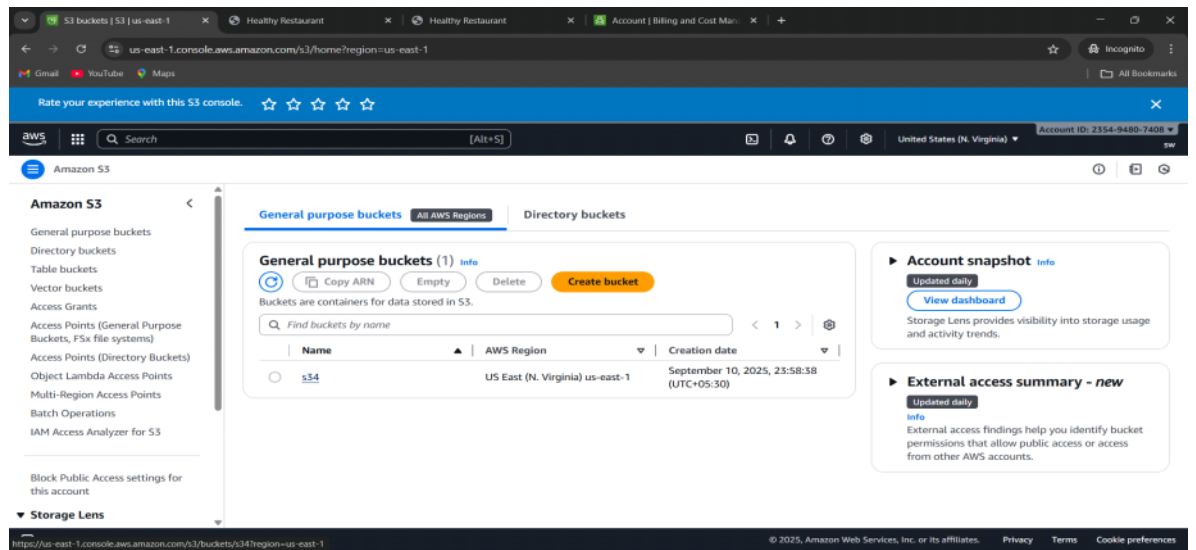 S3 buckets | S3 | us-east-1
Healthy Restaurant
Healthy Restaurant
Account | Billing and Cost Man
us-east-1.console.aws.amazon.com/s3/home?region=us-east-1
Incognito
Gmail
YouTube
Maps
All Bookmarks
Rate your experience with this S3 console.
aws
Search
[Alt+S]
United States (N. Virginia)
Account ID: 2354-9480-7408
sw
Amazon S3
Amazon S3
General purpose buckets
Directory buckets
Table buckets
Vector buckets
Access Grants
Access Points (General Purpose
Buckets, FSx file systems)
Access Points (Directory Buckets)
Object Lambda Access Points
Multi-Region Access Points
Batch Operations
IAM Access Analyzer for S3
Block Public Access settings for
this account
Storage Lens
General purpose buckets All AWS Regions
Directory buckets
General purpose buckets (1) Info
Copy ARN
Empty
Delete
Create bucket
Buckets are containers for data stored in S3.
Find buckets by name
1
Name
AWS Region
Creation date
s34
US East (N. Virginia) us-east-1
September 10, 2025, 23:58:38
(UTC+05:30)
Account snapshot Info
Updated daily
View dashboard
Storage Lens provides visibility into storage usage
and activity trends.
External access summary - new
Updated daily
Info
External access findings help you identify bucket
permissions that allow public access or access
from other AWS accounts.
https://us-east-1.console.aws.amazon.com/s3/buckets/s34?region=us-east-1
© 2025, Amazon Web Services, Inc. or its affiliates.
Privacy
Terms
Cookie preferences